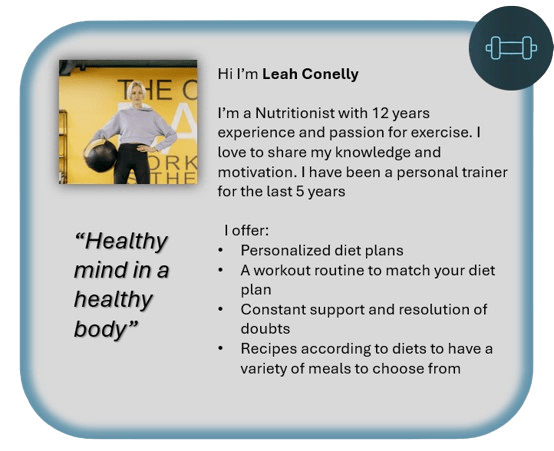 THE C
ORK
S THE
Hi I’m Leah Conelly
I’m a Nutritionist with 12 years
experience and passion for exercise. I
love to share my knowledge and
motivation. I have been a personal trainer
for the last 5 years
“Healthy
mind in a
healthy
body”
I offer:
• Personalized diet plans
• A workout routine to match your diet
plan
• Constant support and resolution of
doubts
• Recipes according to diets to have a
variety of meals to choose from